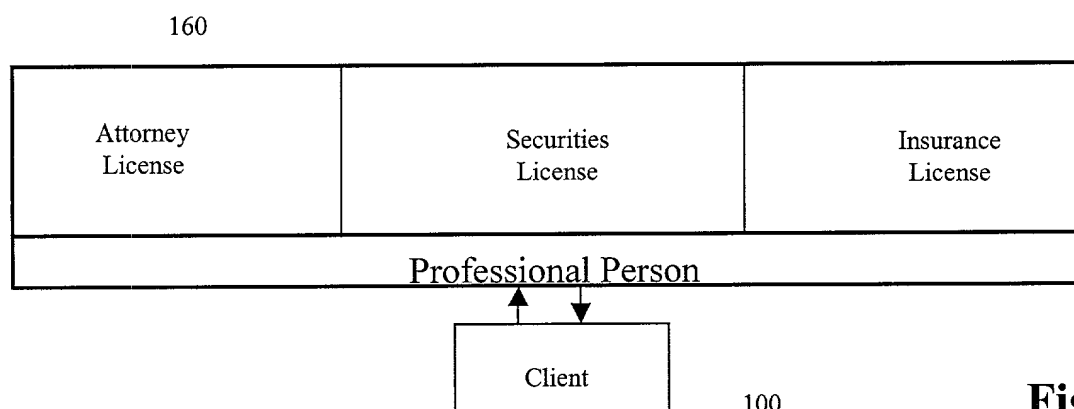 160
Attorney
License
Securities
License
Insurance
License
Professional Person
Client
100